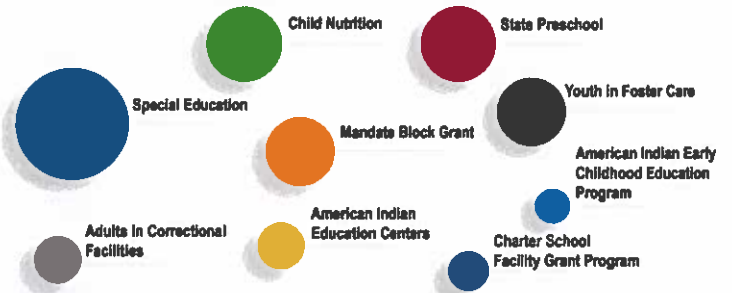 Child Nutrition
State Preschool
Special Education
Youth in Foster Care
Mandate Block Grant
American Indian Early
Childhood Education
Program
Adults in Correctional
Facilities
American Indian
Education Centers
Charter School
Facility Grant Program